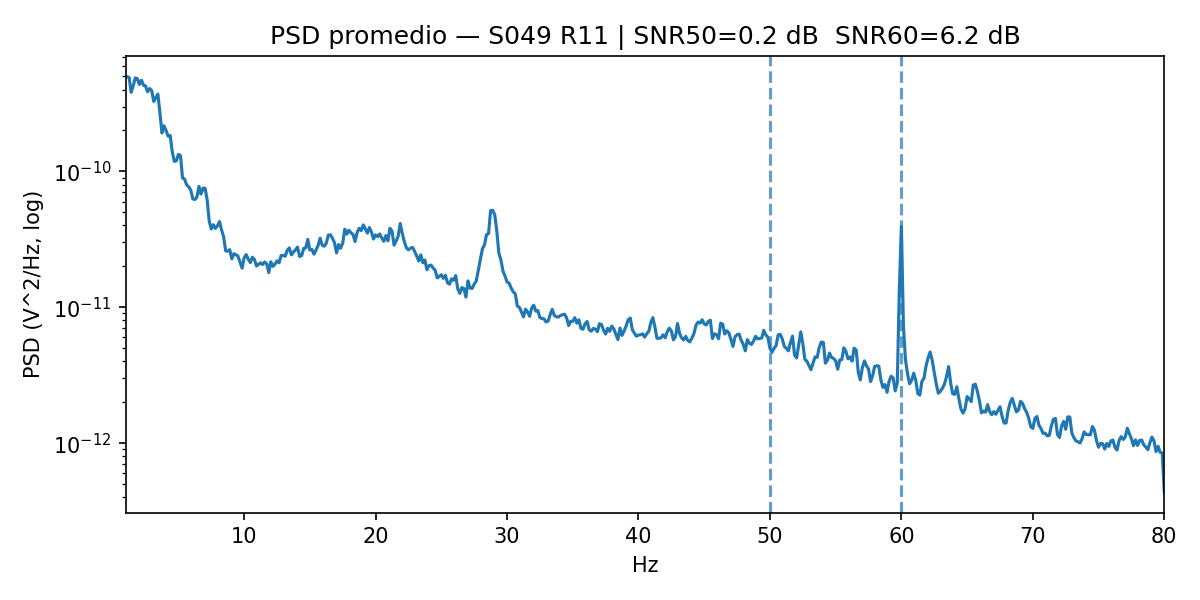 PSD promedio — S049 R11 | SNR50=0.2 dB  SNR60=6.2 dB
PSD (V^2/Hz, log)
10⁻¹⁰
10⁻¹¹
10⁻¹²
10 20 30 40 50 60 70 80
Hz